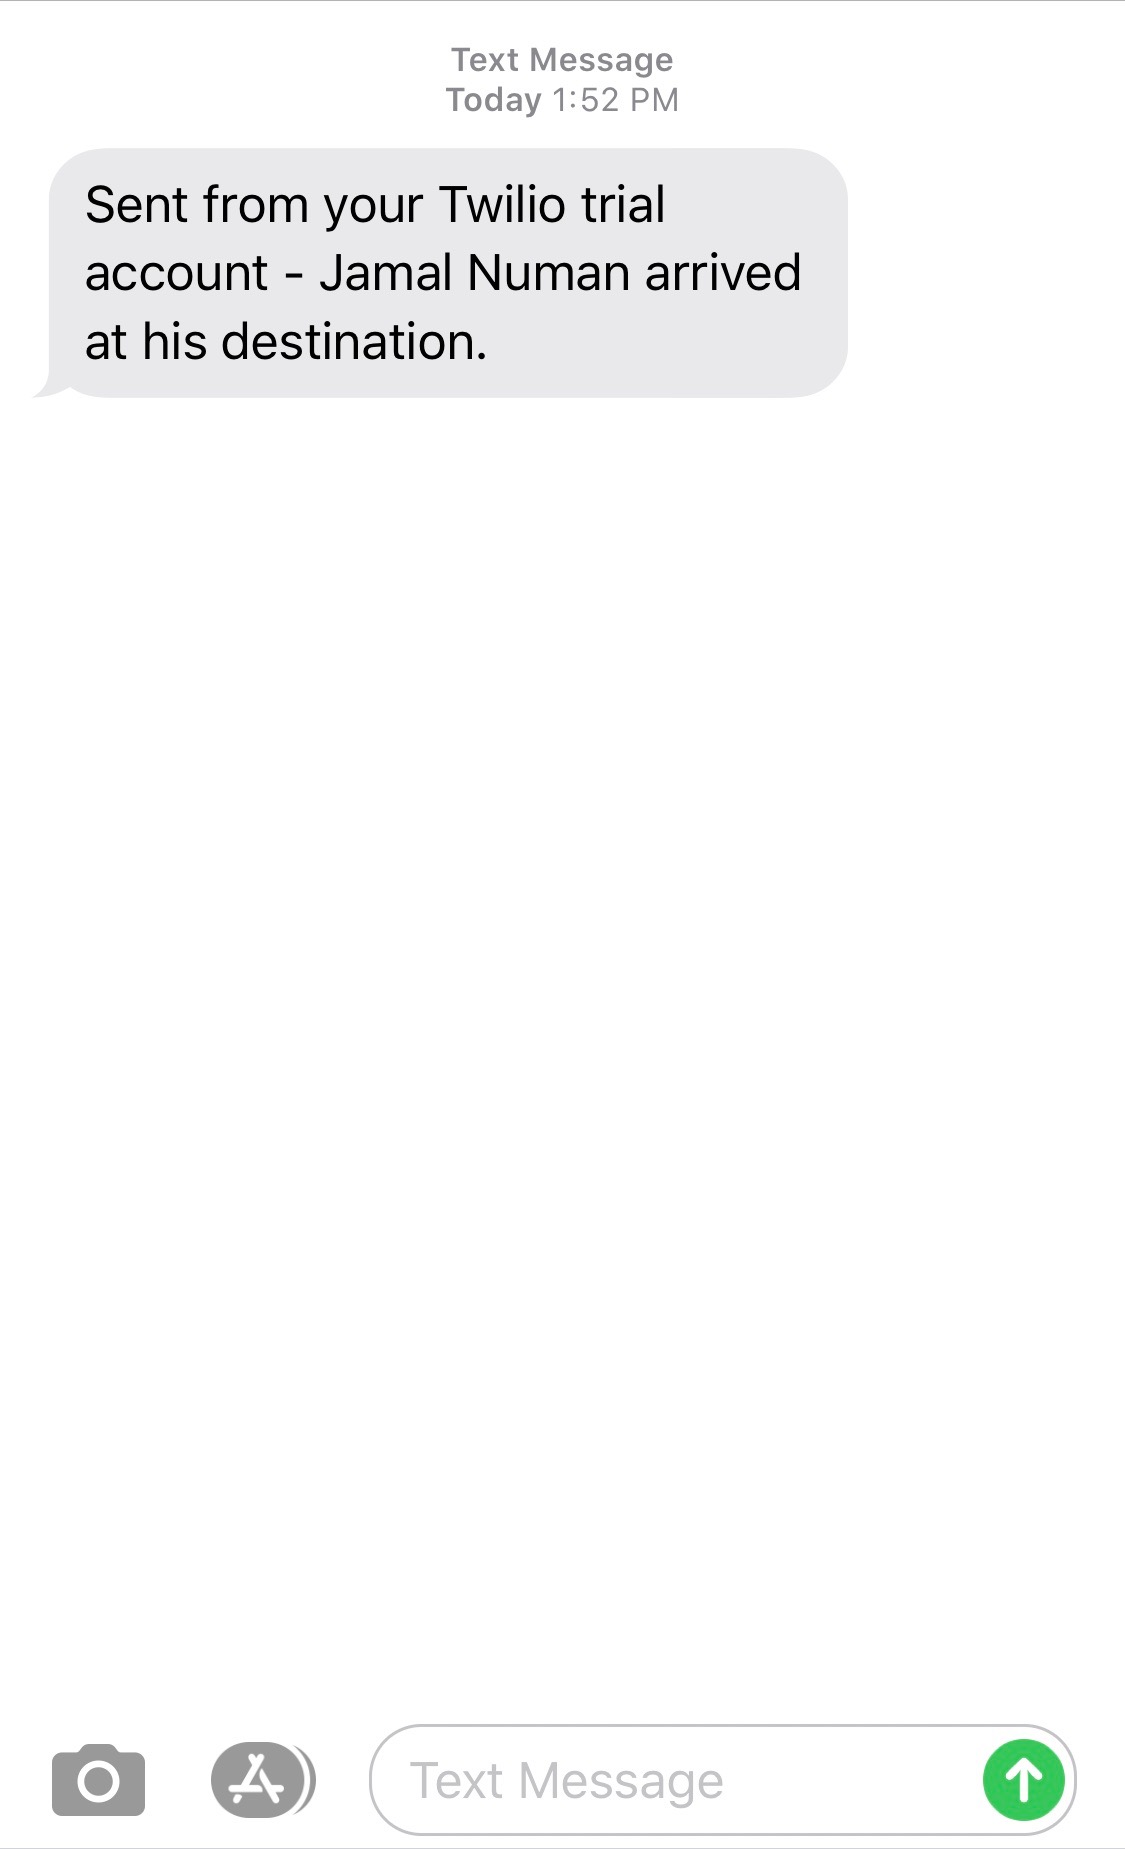 Text Message
Today 1:52 PM
Sent from your Twilio trial
account - Jamal Numan arrived
at his destination.
Text Message